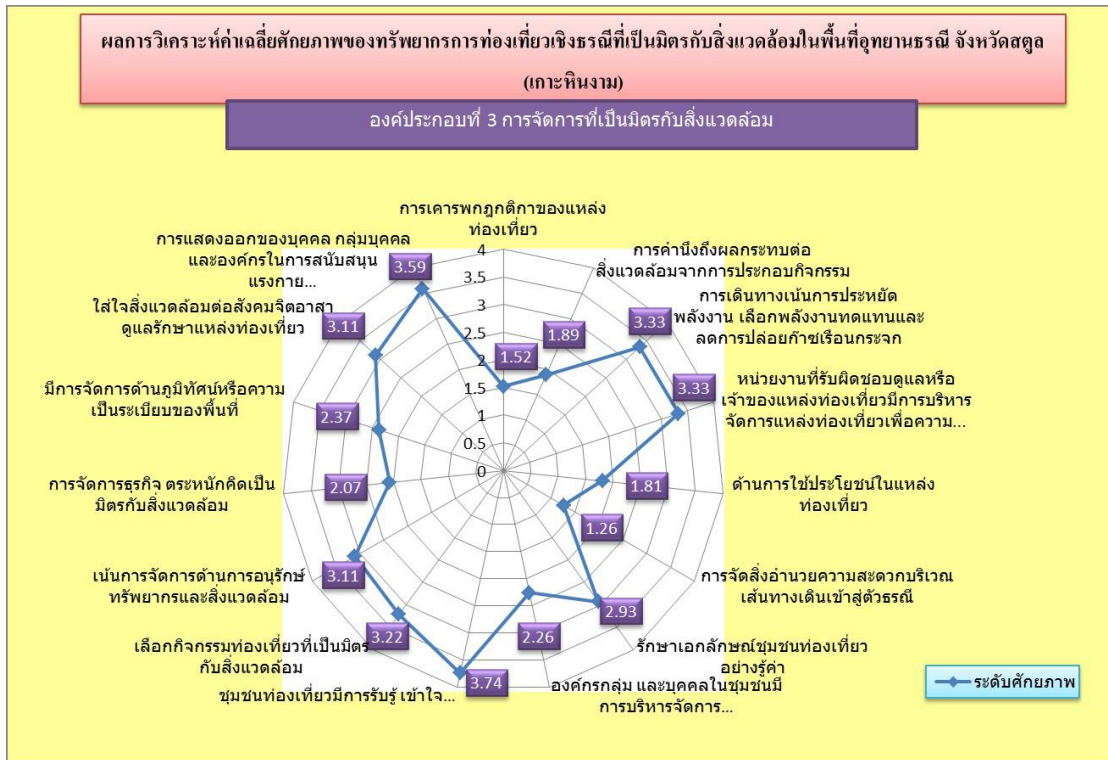 ผลการวิเคราะห์ค่าเฉลี่ยศักยภาพของทรัพยากรการท่องเที่ยวเชิงธรณีที่เป็นมิตรกับสิ่งแวดล้อมในพื้นที่อุทยานธรณี จังหวัดสตูล
(เกาะหินงาม)
องค์ประกอบที่ 3 การจัดการที่เป็นมิตรกับสิ่งแวดล้อม
การเคารพกฎกติกาของแหล่ง
ท่องเที่ยว
การคำนึงถึงผลกระทบต่อ
สิ่งแวดล้อมจากการประกอบกิจกรรม
การเดินทางเน้นการประหยัด
พลังงาน เลือกพลังงานทดแทนและ
ลดการปล่อยก๊าซเรือนกระจก
หน่วยงานที่รับผิดชอบดูแลหรือ
เจ้าของแหล่งท่องเที่ยวมีการบริหาร
จัดการแหล่งท่องเที่ยวเพื่อความ...
ด้านการใช้ประโยชน์ในแหล่ง
ท่องเที่ยว
การจัดสิ่งอำนวยความสะดวกบริเวณ
เส้นทางเดินเข้าสู่ตัวธรณี
รักษาเอกลักษณ์ชุมชนท่องเที่ยว
อย่างรู้ค่า
องค์กรกลุ่ม และบุคคลในชุมชนมี
การบริหารจัดการ...
ชุมชนท่องเที่ยวมีการรับรู้ เข้าใจ...
เลือกกิจกรรมท่องเที่ยวที่เป็นมิตร
กับสิ่งแวดล้อม
เน้นการจัดการด้านการอนุรักษ์
ทรัพยากรและสิ่งแวดล้อม
การจัดการธุรกิจ ตระหนักคิดเป็น
มิตรกับสิ่งแวดล้อม
มีการจัดการด้านภูมิทัศน์หรือความ
เป็นระเบียบของพื้นที่
ใส่ใจสิ่งแวดล้อมต่อสังคมจิตอาสา
ดูแลรักษาแหล่งท่องเที่ยว
การแสดงออกของบุคคล กลุ่มบุคคล
และองค์กรในการสนับสนุน
แรงกาย...
4
3.5
3
2.5
2
1.5
1
0.5
0
1.52
1.89
3.33
3.33
1.81
1.26
2.93
2.26
3.74
3.22
3.11
2.07
2.37
3.11
3.59
ระดับศักยภาพ